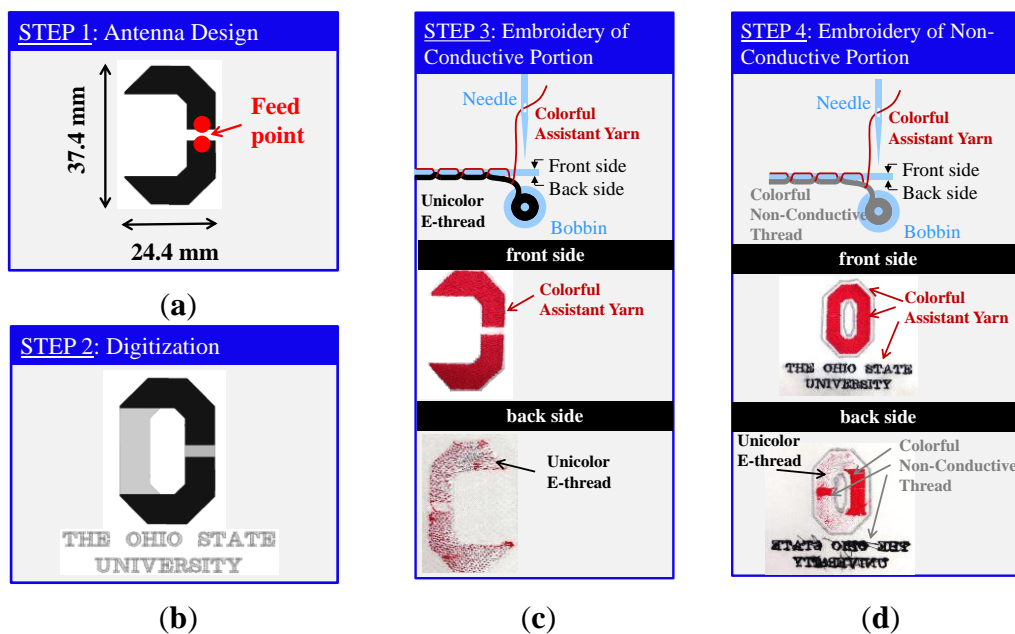 STEP 1: Antenna Design
37.4 mm
Feed
point
24.4 mm
(a)
STEP 2: Digitization
THE OHIO STATE
UNIVERSITY
(b)
STEP 3: Embroidery of
Conductive Portion
Needle
Colorful
Assistant Yarn
Front side
Back side
Unicolor
E-thread
Bobbin
front side
Colorful
Assistant Yarn
back side
Unicolor
E-thread
(c)
STEP 4: Embroidery of Non-
Conductive Portion
Needle
Colorful
Assistant Yarn
Front side
Back side
Colorful
Non-Conductive
Thread
Bobbin
front side
Colorful
Assistant Yarn
THE OHIO STATE
UNIVERSITY
back side
Unicolor
E-thread
Colorful
Non-Conductive
Thread
THE OHIO STATE
UNIVERSITY
(d)